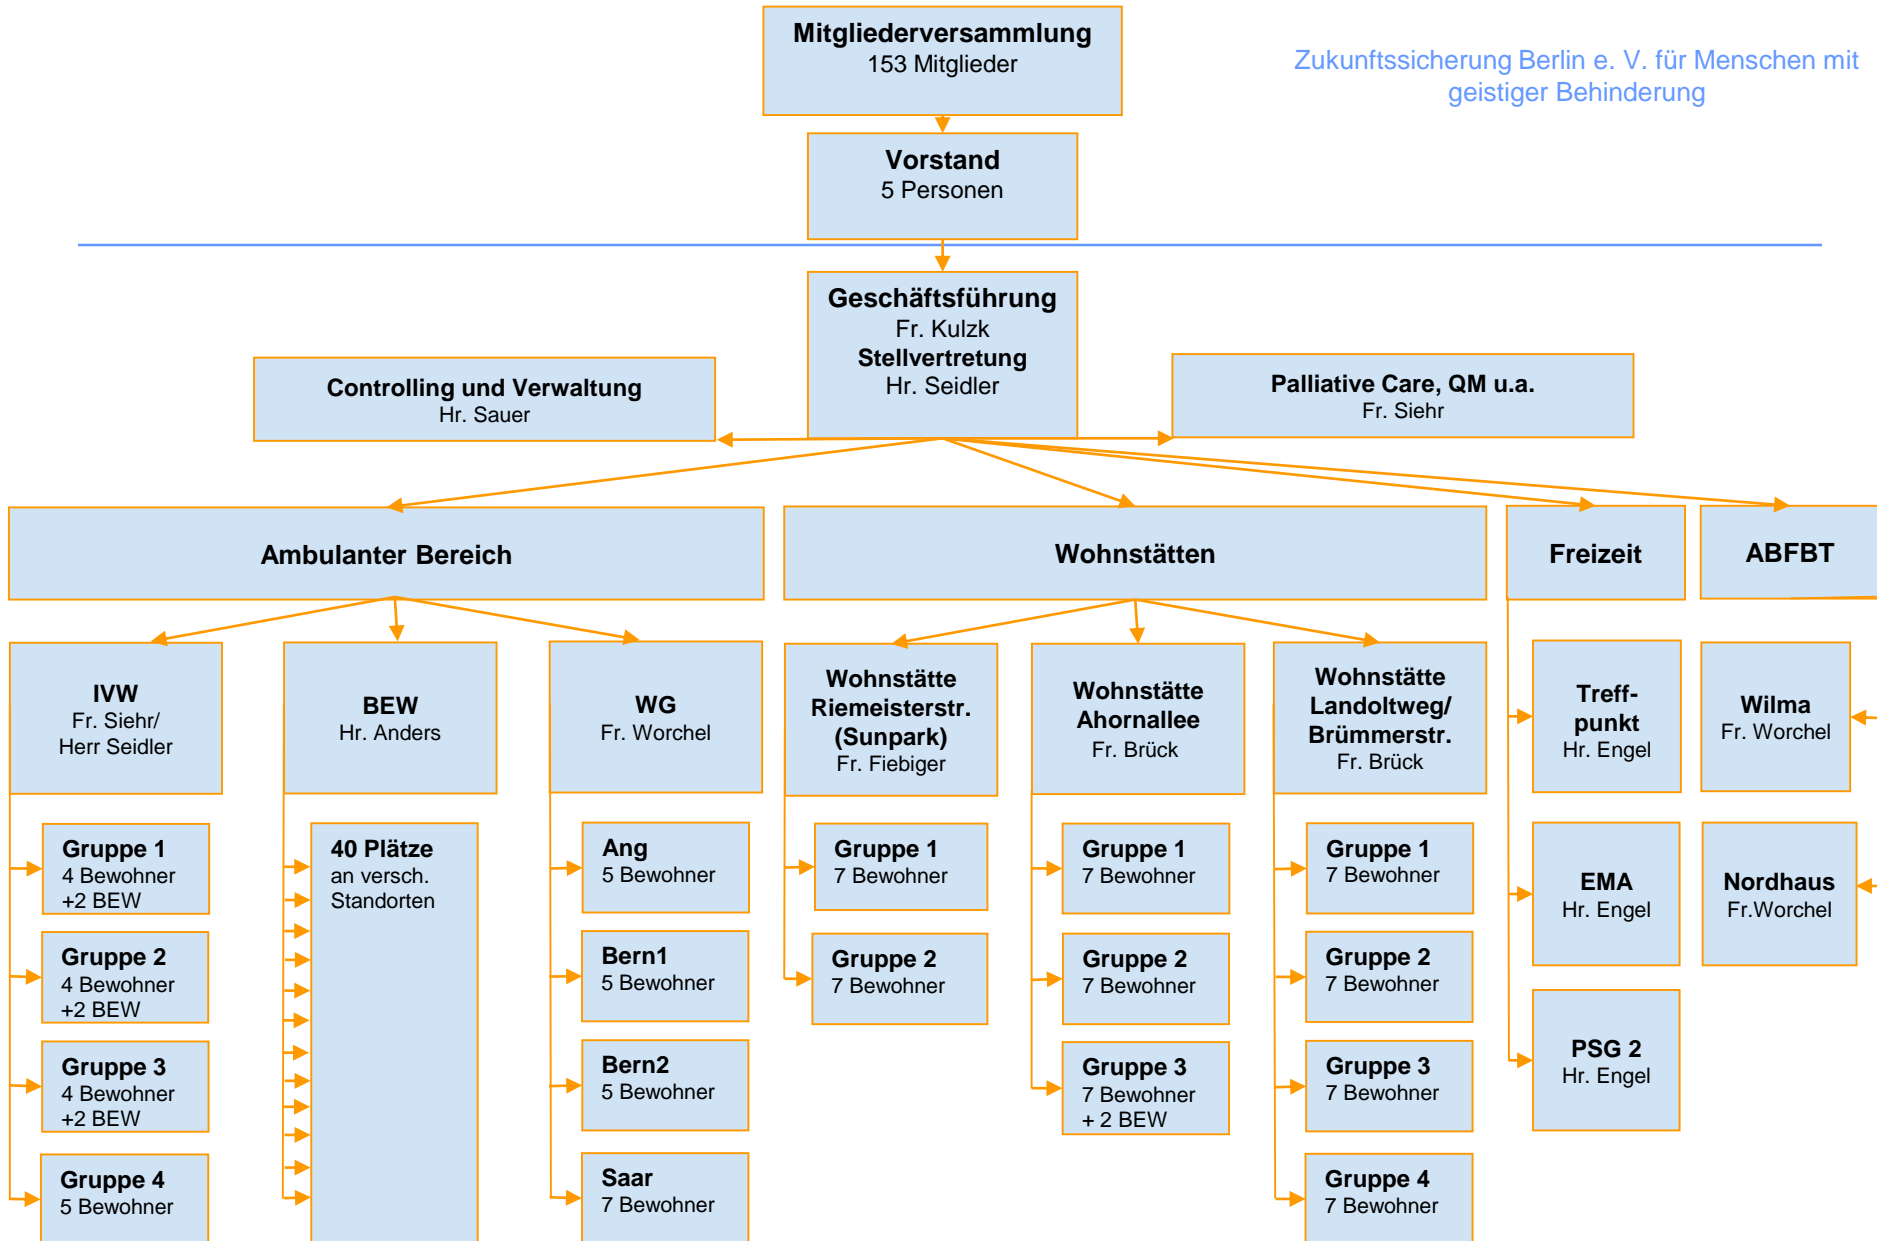 Mitgliederversammlung
153 Mitglieder
Zukunftssicherung Berlin e. V. für Menschen mit
geistiger Behinderung
Vorstand
5 Personen
Geschäftsführung
Fr. Kulzk
Stellvertretung
Hr. Seidler
Controlling und Verwaltung
Hr. Sauer
Palliative Care, QM u.a.
Fr. Siehr
Ambulanter Bereich
Wohnstätten
Freizeit
ABFBT
IVW
Fr. Siehr/
Herr Seidler
BEW
Hr. Anders
WG
Fr. Worchel
Wohnstätte
Riemeisterstr.
(Sunpark)
Fr. Fiebiger
Wohnstätte
Ahornallee
Fr. Brück
Wohnstätte
Landoltweg/
Brümmerstr.
Fr. Brück
Treff-
punkt
Hr. Engel
Wilma
Fr. Worchel
Gruppe 1
4 Bewohner
+2 BEW
40 Plätze
an versch.
Standorten
Ang
5 Bewohner
Gruppe 1
7 Bewohner
Gruppe 1
7 Bewohner
Gruppe 1
7 Bewohner
EMA
Hr. Engel
Nordhaus
Fr.Worchel
Gruppe 2
4 Bewohner
+2 BEW
Bern1
5 Bewohner
Gruppe 2
7 Bewohner
Gruppe 2
7 Bewohner
Gruppe 2
7 Bewohner
PSG 2
Hr. Engel
Gruppe 3
4 Bewohner
+2 BEW
Bern2
5 Bewohner
Gruppe 3
7 Bewohner
+ 2 BEW
Gruppe 3
7 Bewohner
Gruppe 4
5 Bewohner
Saar
7 Bewohner
Gruppe 4
7 Bewohner